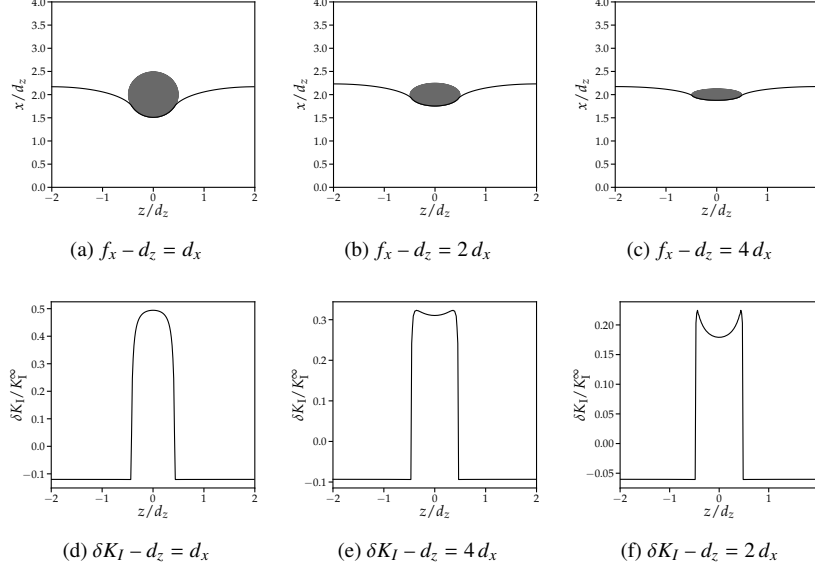 4.0
3.5
3.0
2.5
2.0
1.5
1.0
0.5
0.0
x/d_z
−2 −1 0 1 2
z/d_z
4.0
3.5
3.0
2.5
2.0
1.5
1.0
0.5
0.0
x/d_z
−2 −1 0 1 2
z/d_z
4.0
3.5
3.0
2.5
2.0
1.5
1.0
0.5
0.0
x/d_z
−2 −1 0 1
z/d_z
(a) f_x – d_z = d_x
(b) f_x – d_z = 2 d_x
(c) f_x – d_z = 4 d_x
0.5
0.4
0.3
0.2
0.1
0.0
−0.1
δK_I/K_I^∞
−2 −1 0 1 2
z/d_z
0.3
0.2
0.1
0.0
−0.1
δK_I/K_I^∞
−2 −1 0 1 2
z/d_z
0.20
0.15
0.10
0.05
0.00
−0.05
δK_I/K_I^∞
−2 −1 0 1
z/d_z
(d) δK_I – d_z = d_x
(e) δK_I – d_z = 4 d_x
(f) δK_I – d_z = 2 d_x